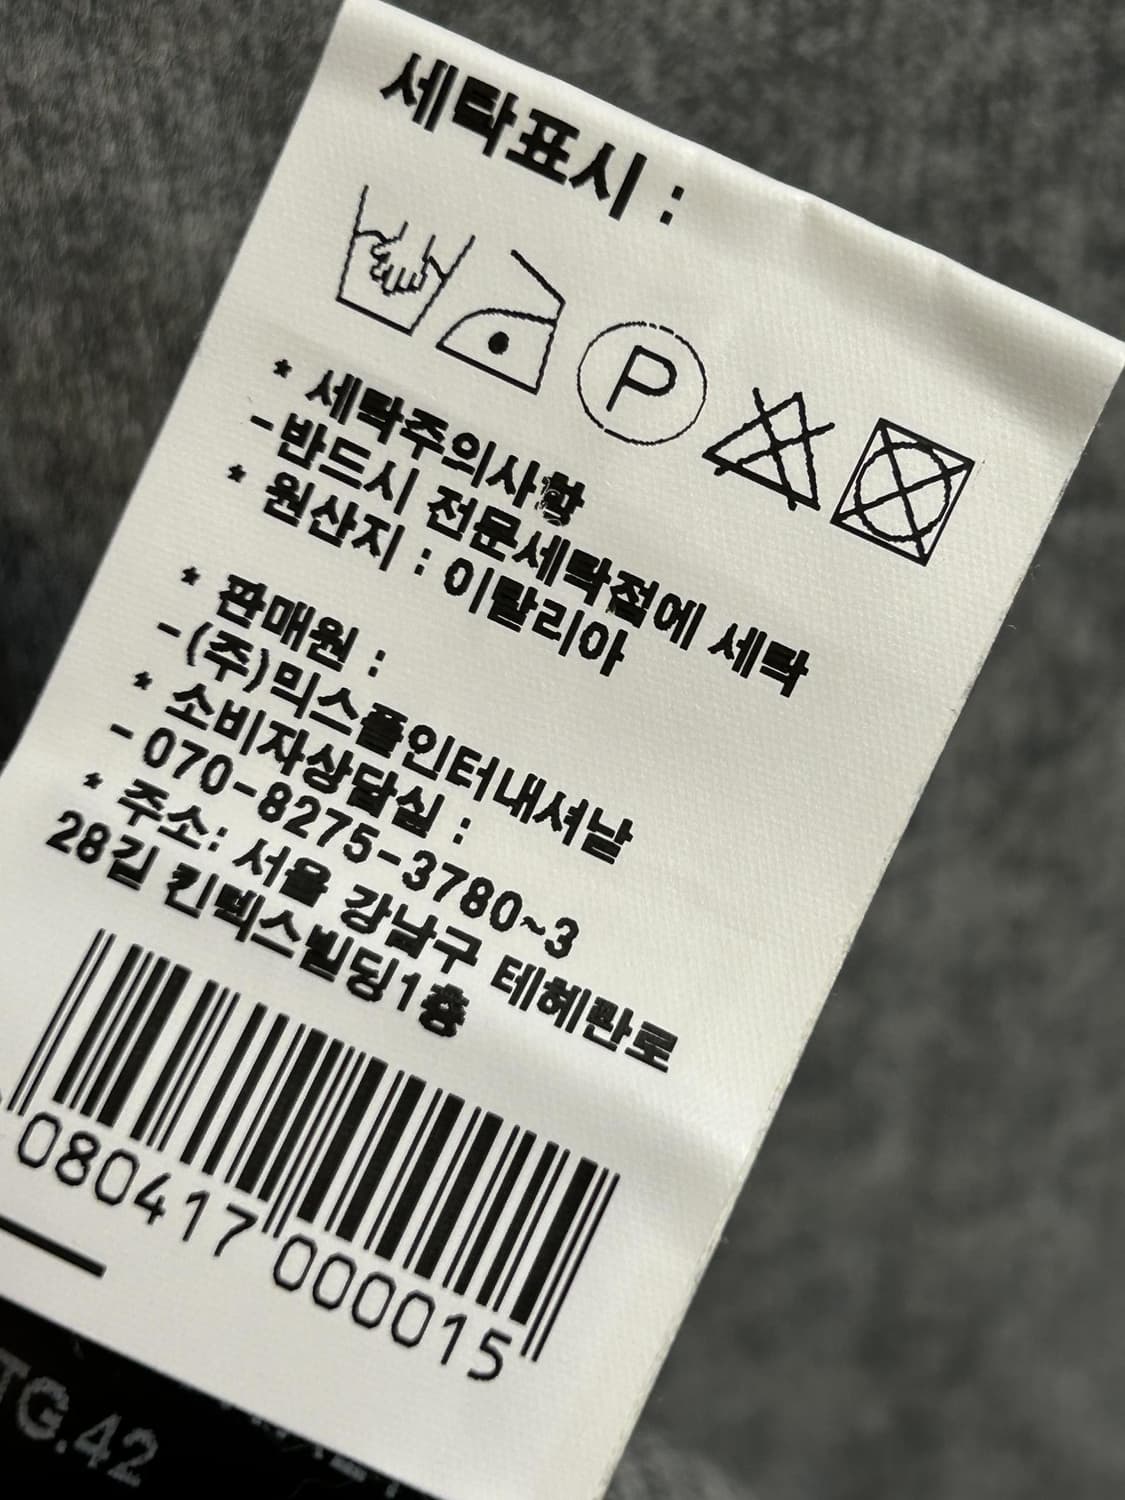 세탁표시 :
P
* 세탁주의사항
-반드시 전문세탁점에 세탁
* 원산지 : 이탈리아
* 판매원 :
-(주)믹스플인터내셔날
* 소비자상담실 :
-070-8275-3780~3
* 주소: 서울 강남구 테헤란로
28길 킨텍스빌딩1층
080417 000015
TG.42